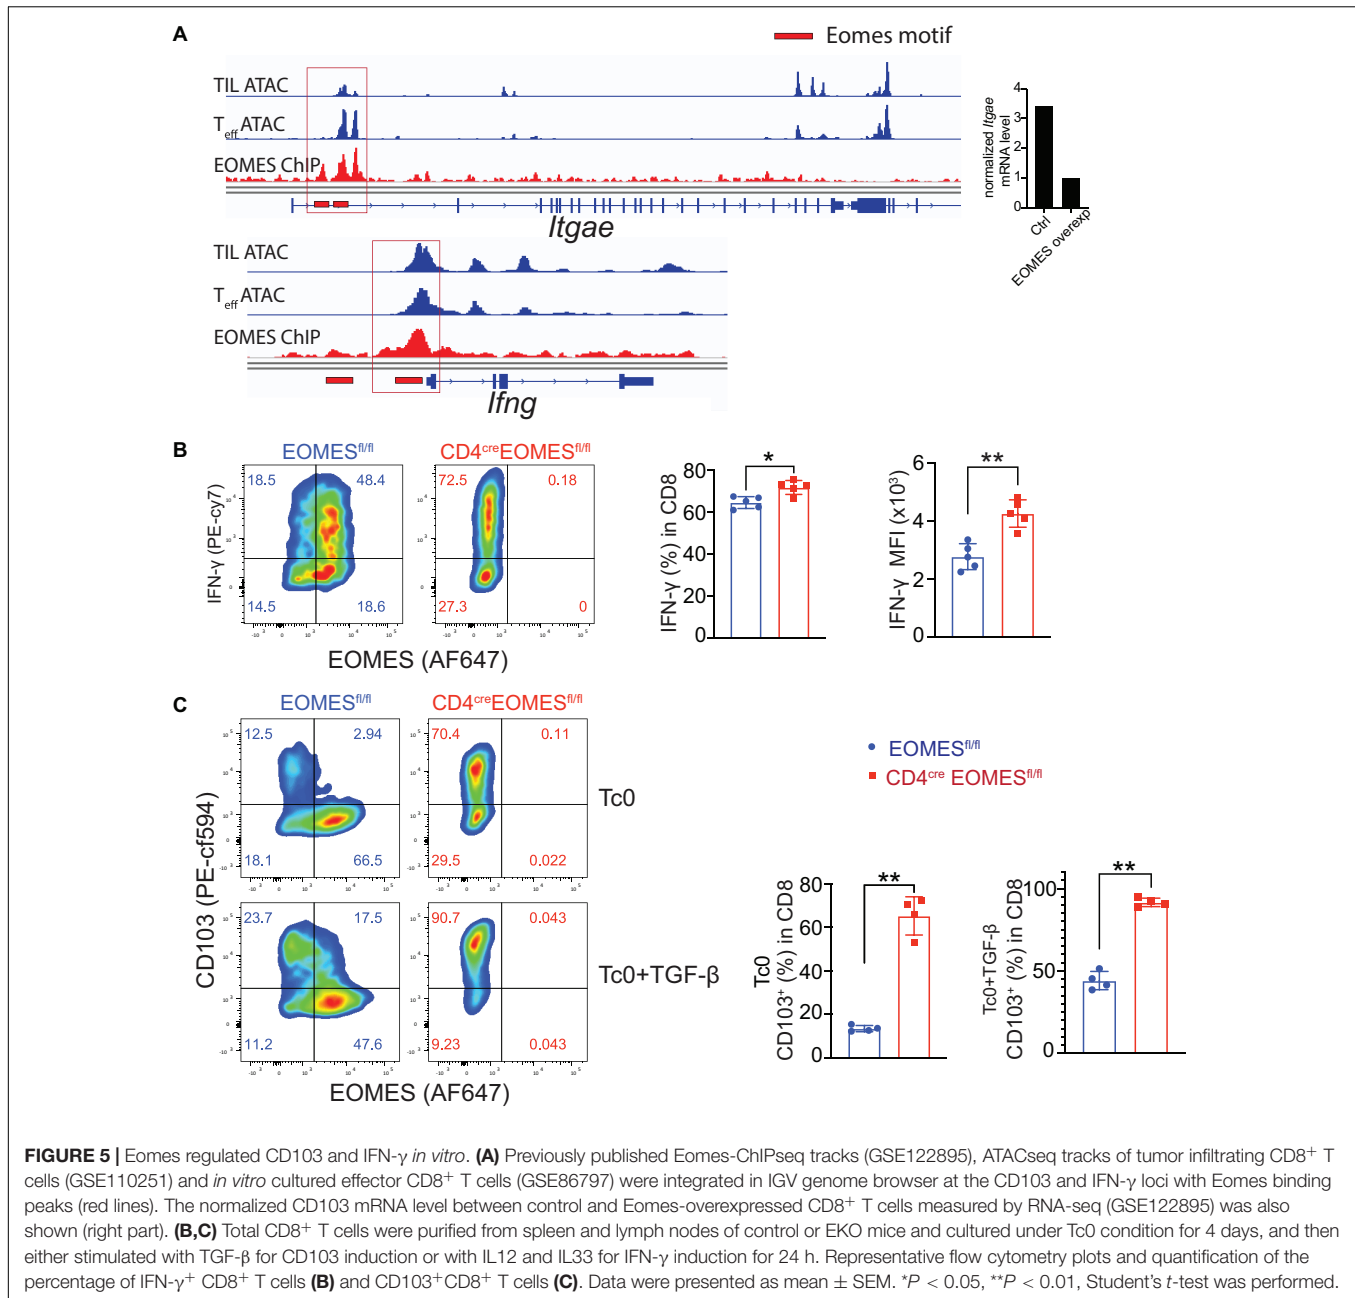 A
Eomes motif
TIL ATAC
Teff ATAC
EOMES ChIP
Itgae
4
3
2
1
0
normalized Itgae
mRNA level
Ctrl
EOMES overexp
TIL ATAC
Teff ATAC
EOMES ChIP
Ifng
B
EOMESfl/fl
CD4creEOMESfl/fl
18.5 48.4
14.5 18.6
72.5 0.18
27.3 0
IFN-γ (PE-cy7)
EOMES (AF647)
*
80
60
40
20
0
IFN-γ (%) in CD8
**
6
4
2
0
IFN-γ MFI (x10³)
C
EOMESfl/fl
CD4creEOMESfl/fl
12.5 2.94
18.1 66.5
70.4 0.11
29.5 0.022
Tc0
23.7 17.5
11.2 47.6
90.7 0.043
9.23 0.043
Tc0+TGF-β
CD103 (PE-cf594)
EOMES (AF647)
EOMESfl/fl
CD4cre EOMESfl/fl
**
80
60
40
20
0
Tc0
CD103+ (%) in CD8
**
100
50
0
Tc0+TGF-β
CD103+ (%) in CD8
FIGURE 5 | Eomes regulated CD103 and IFN-γ in vitro. (A) Previously published Eomes-ChIPseq tracks (GSE122895), ATACseq tracks of tumor infiltrating CD8+ T
cells (GSE110251) and in vitro cultured effector CD8+ T cells (GSE86797) were integrated in IGV genome browser at the CD103 and IFN-γ loci with Eomes binding
peaks (red lines). The normalized CD103 mRNA level between control and Eomes-overexpressed CD8+ T cells measured by RNA-seq (GSE122895) was also
shown (right part). (B,C) Total CD8+ T cells were purified from spleen and lymph nodes of control or EKO mice and cultured under Tc0 condition for 4 days, and then
either stimulated with TGF-β for CD103 induction or with IL12 and IL33 for IFN-γ induction for 24 h. Representative flow cytometry plots and quantification of the
percentage of IFN-γ+ CD8+ T cells (B) and CD103+CD8+ T cells (C). Data were presented as mean ± SEM. *P < 0.05, **P < 0.01, Student's t-test was performed.